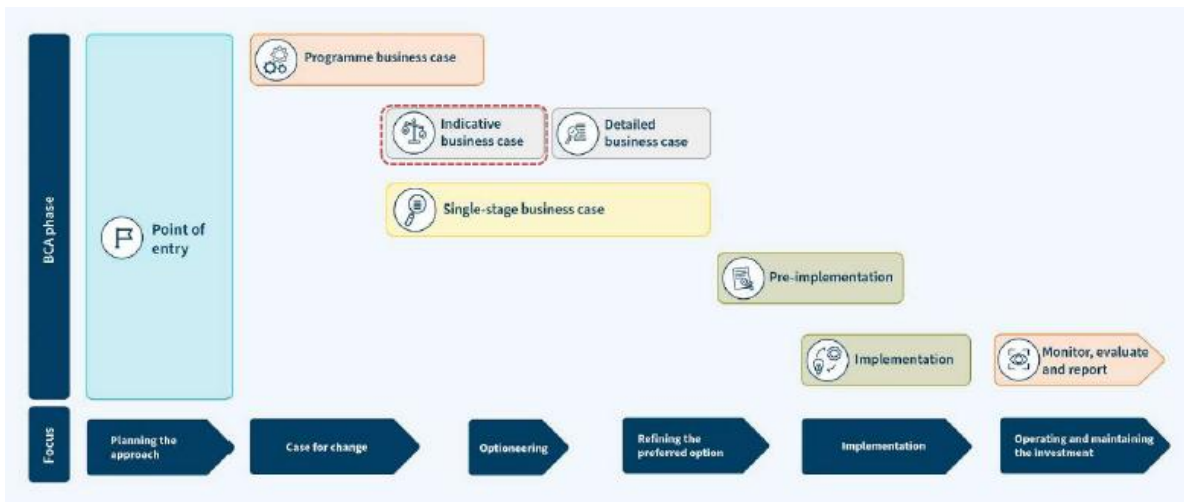 BCA phase
Point of
entry
Programme business case
Indicative
business case
Detailed
business case
Single-stage business case
Pre-implementation
Implementation
Monitor, evaluate
and report
Focus
Planning the
approach
Case for change
Optioneering
Refining the
preferred option
Implementation
Operating and maintaining
the investment